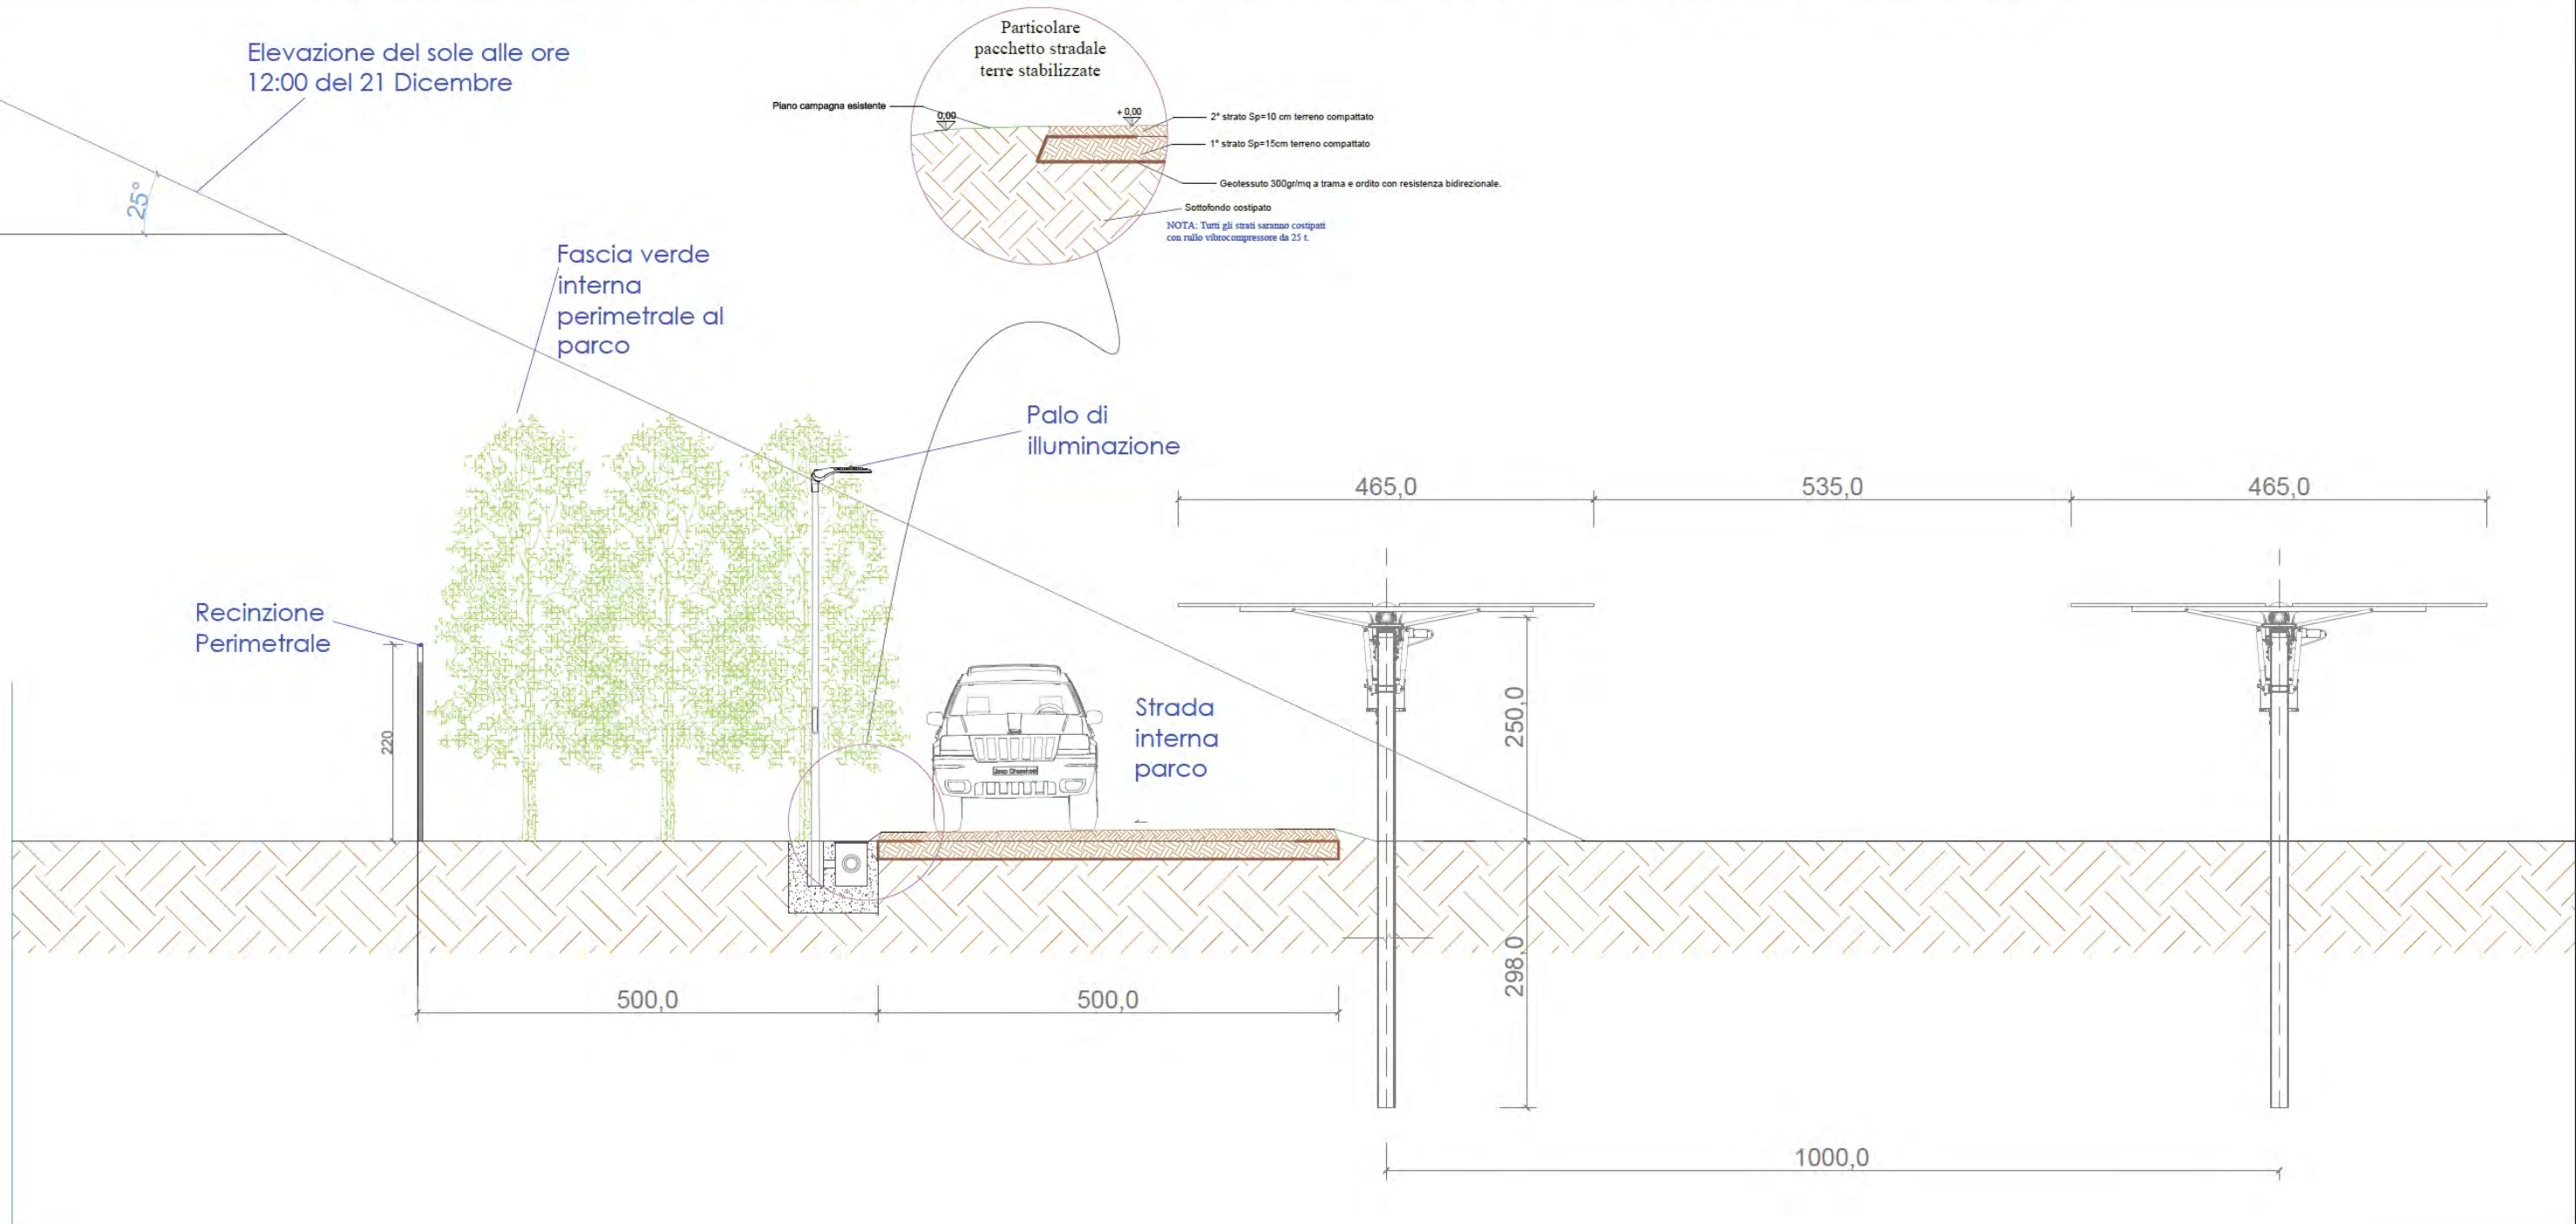 Particolare
pacchetto stradale
terre stabilizzate
Elevazione del sole alle ore
12:00 del 21 Dicembre
Piano campagna esistente
0,00
+ 0,00
2° strato Sp=10 cm terreno compattato
1° strato Sp=15cm terreno compattato
Geotessuto 300gr/mq a trama e ordito con resistenza bidirezionale.
Sottofondo costipato
NOTA: Tutti gli strati saranno costipati
con rullo vibrocompressore da 25 t.
25°
Fascia verde
interna
perimetrale al
parco
Palo di
illuminazione
465,0
535,0
465,0
Recinzione
Perimetrale
220
Strada
interna
parco
250,0
298,0
500,0
500,0
1000,0